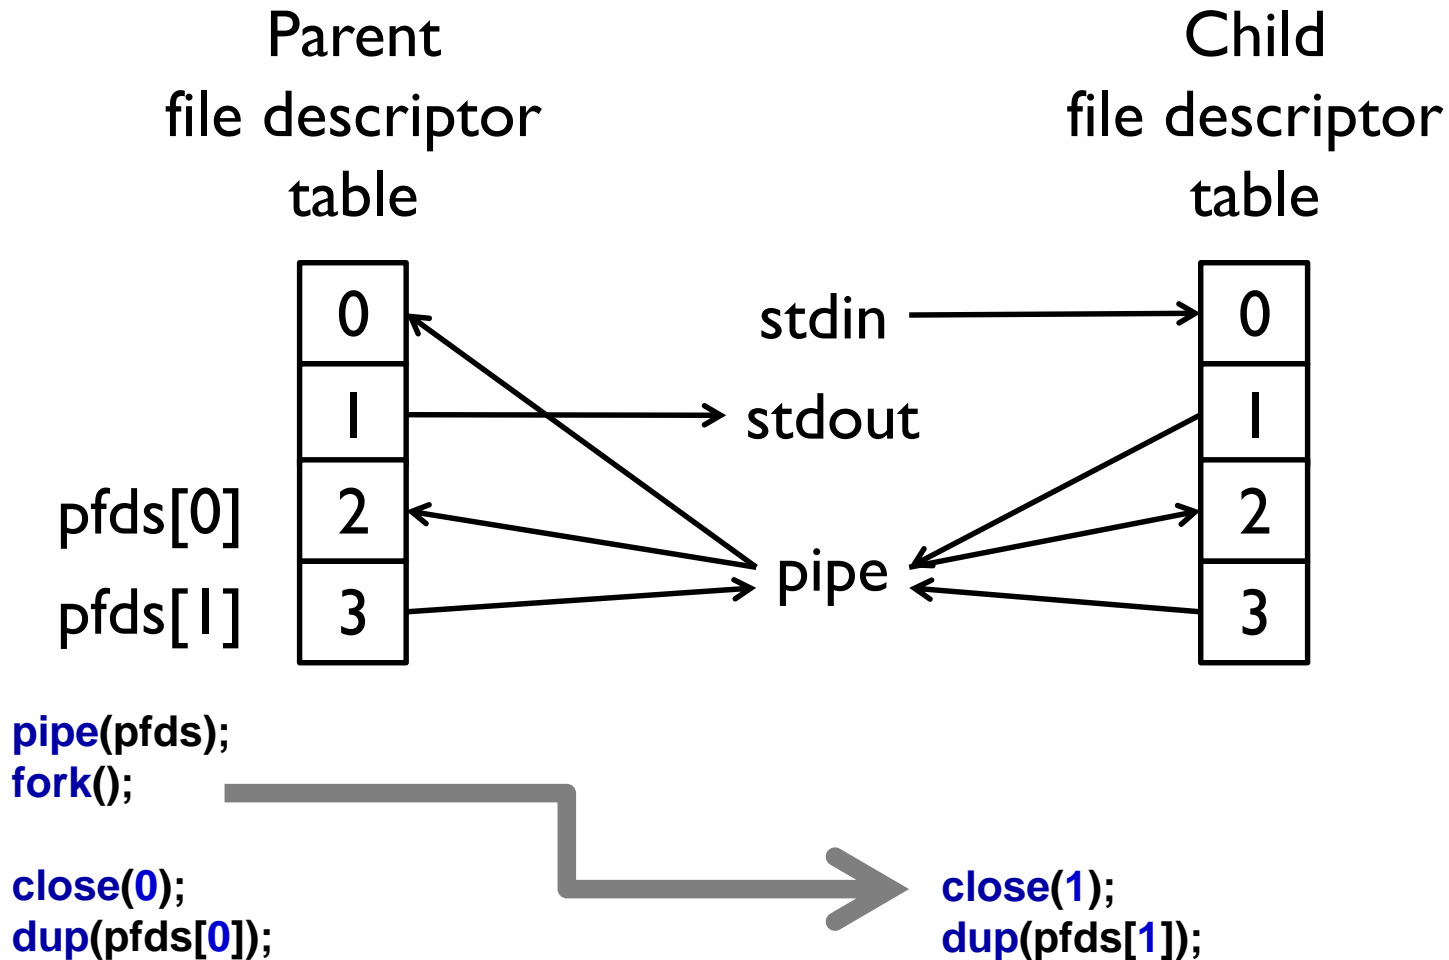 Parent
file descriptor
table
Child
file descriptor
table
0
stdin
0
1
stdout
1
pfds[0]
2
2
pipe
pfds[1]
3
3
pipe(pfds);
fork();
close(0);
dup(pfds[0]);
close(1);
dup(pfds[1]);